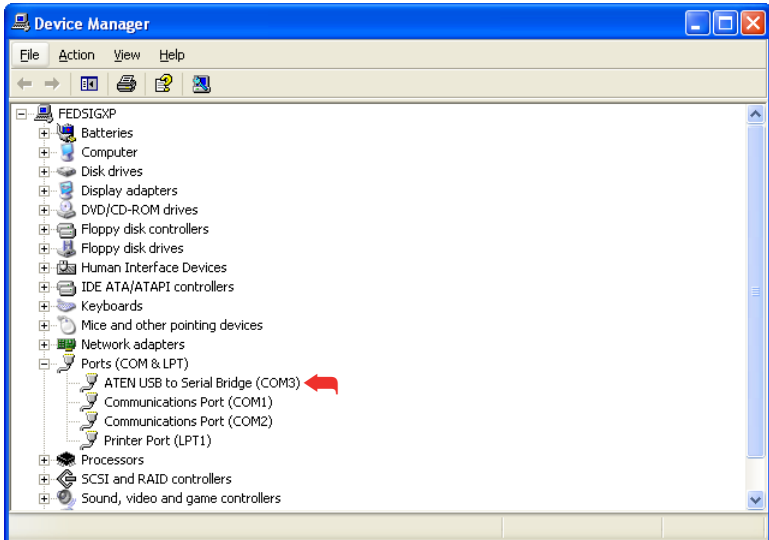 Device Manager
File Action View Help
FEDSIGXP
Batteries
Computer
Disk drives
Display adapters
DVD/CD-ROM drives
Floppy disk controllers
Floppy disk drives
Human Interface Devices
IDE ATA/ATAPI controllers
Keyboards
Mice and other pointing devices
Network adapters
Ports (COM & LPT)
ATEN USB to Serial Bridge (COM3)
Communications Port (COM1)
Communications Port (COM2)
Printer Port (LPT1)
Processors
SCSI and RAID controllers
Sound, video and game controllers